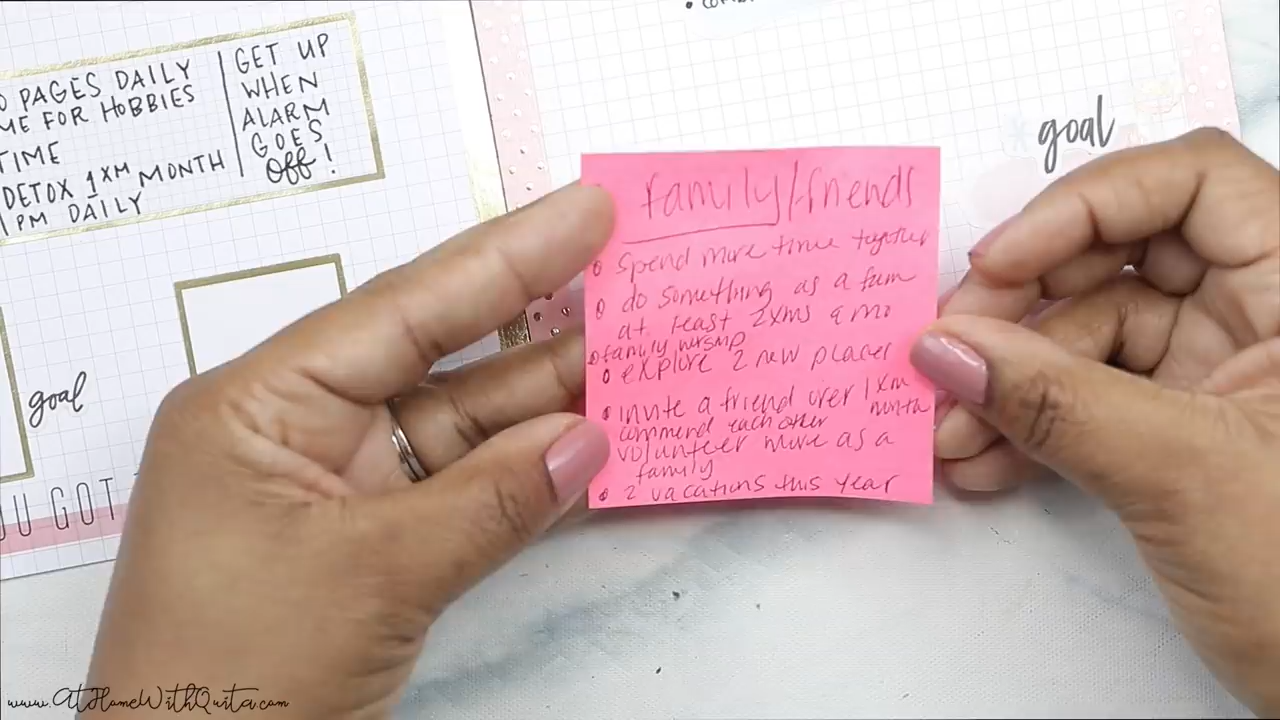 PAGES DAILY
ME FOR HOBBIES
TIME
DETOX 1XM MONTH
PM DAILY
GET UP
WHEN
ALARM
GOES
OFF!
goal
U GOT
goal
family/friends
spend more time together
do something as a fam
at least 2xms a mo
family worship
explore 2 new places
invite a friend over 1xm
month
commend each other
volunteer more as a
family
2 vacations this year
www.AtHomeWithQuita.com